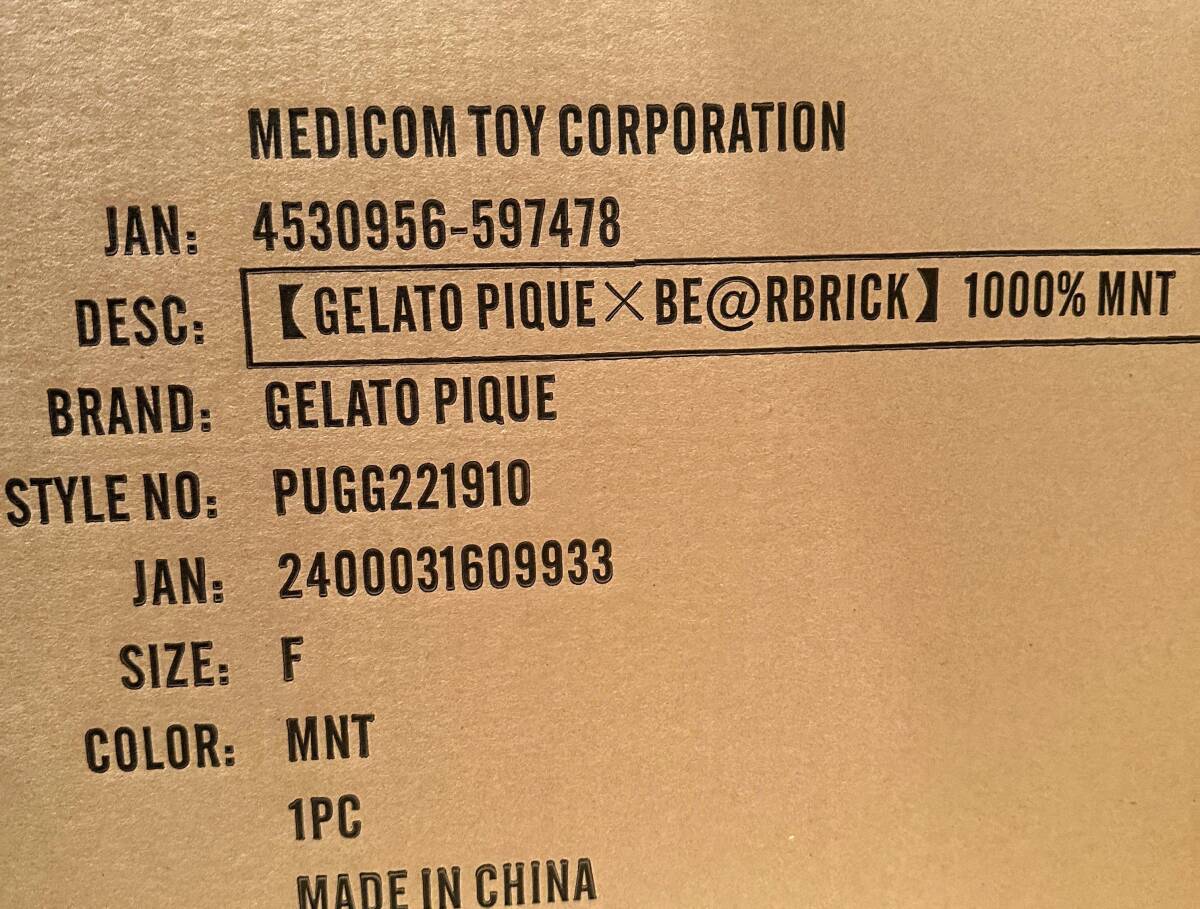 MEDICOM TOY CORPORATION
JAN: 4530956-597478
DESC: 【GELATO PIQUE×BE@RBRICK】 1000% MNT
BRAND: GELATO PIQUE
STYLE NO: PUGG221910
JAN: 2400031609933
SIZE: F
COLOR: MNT
1PC
MADE IN CHINA